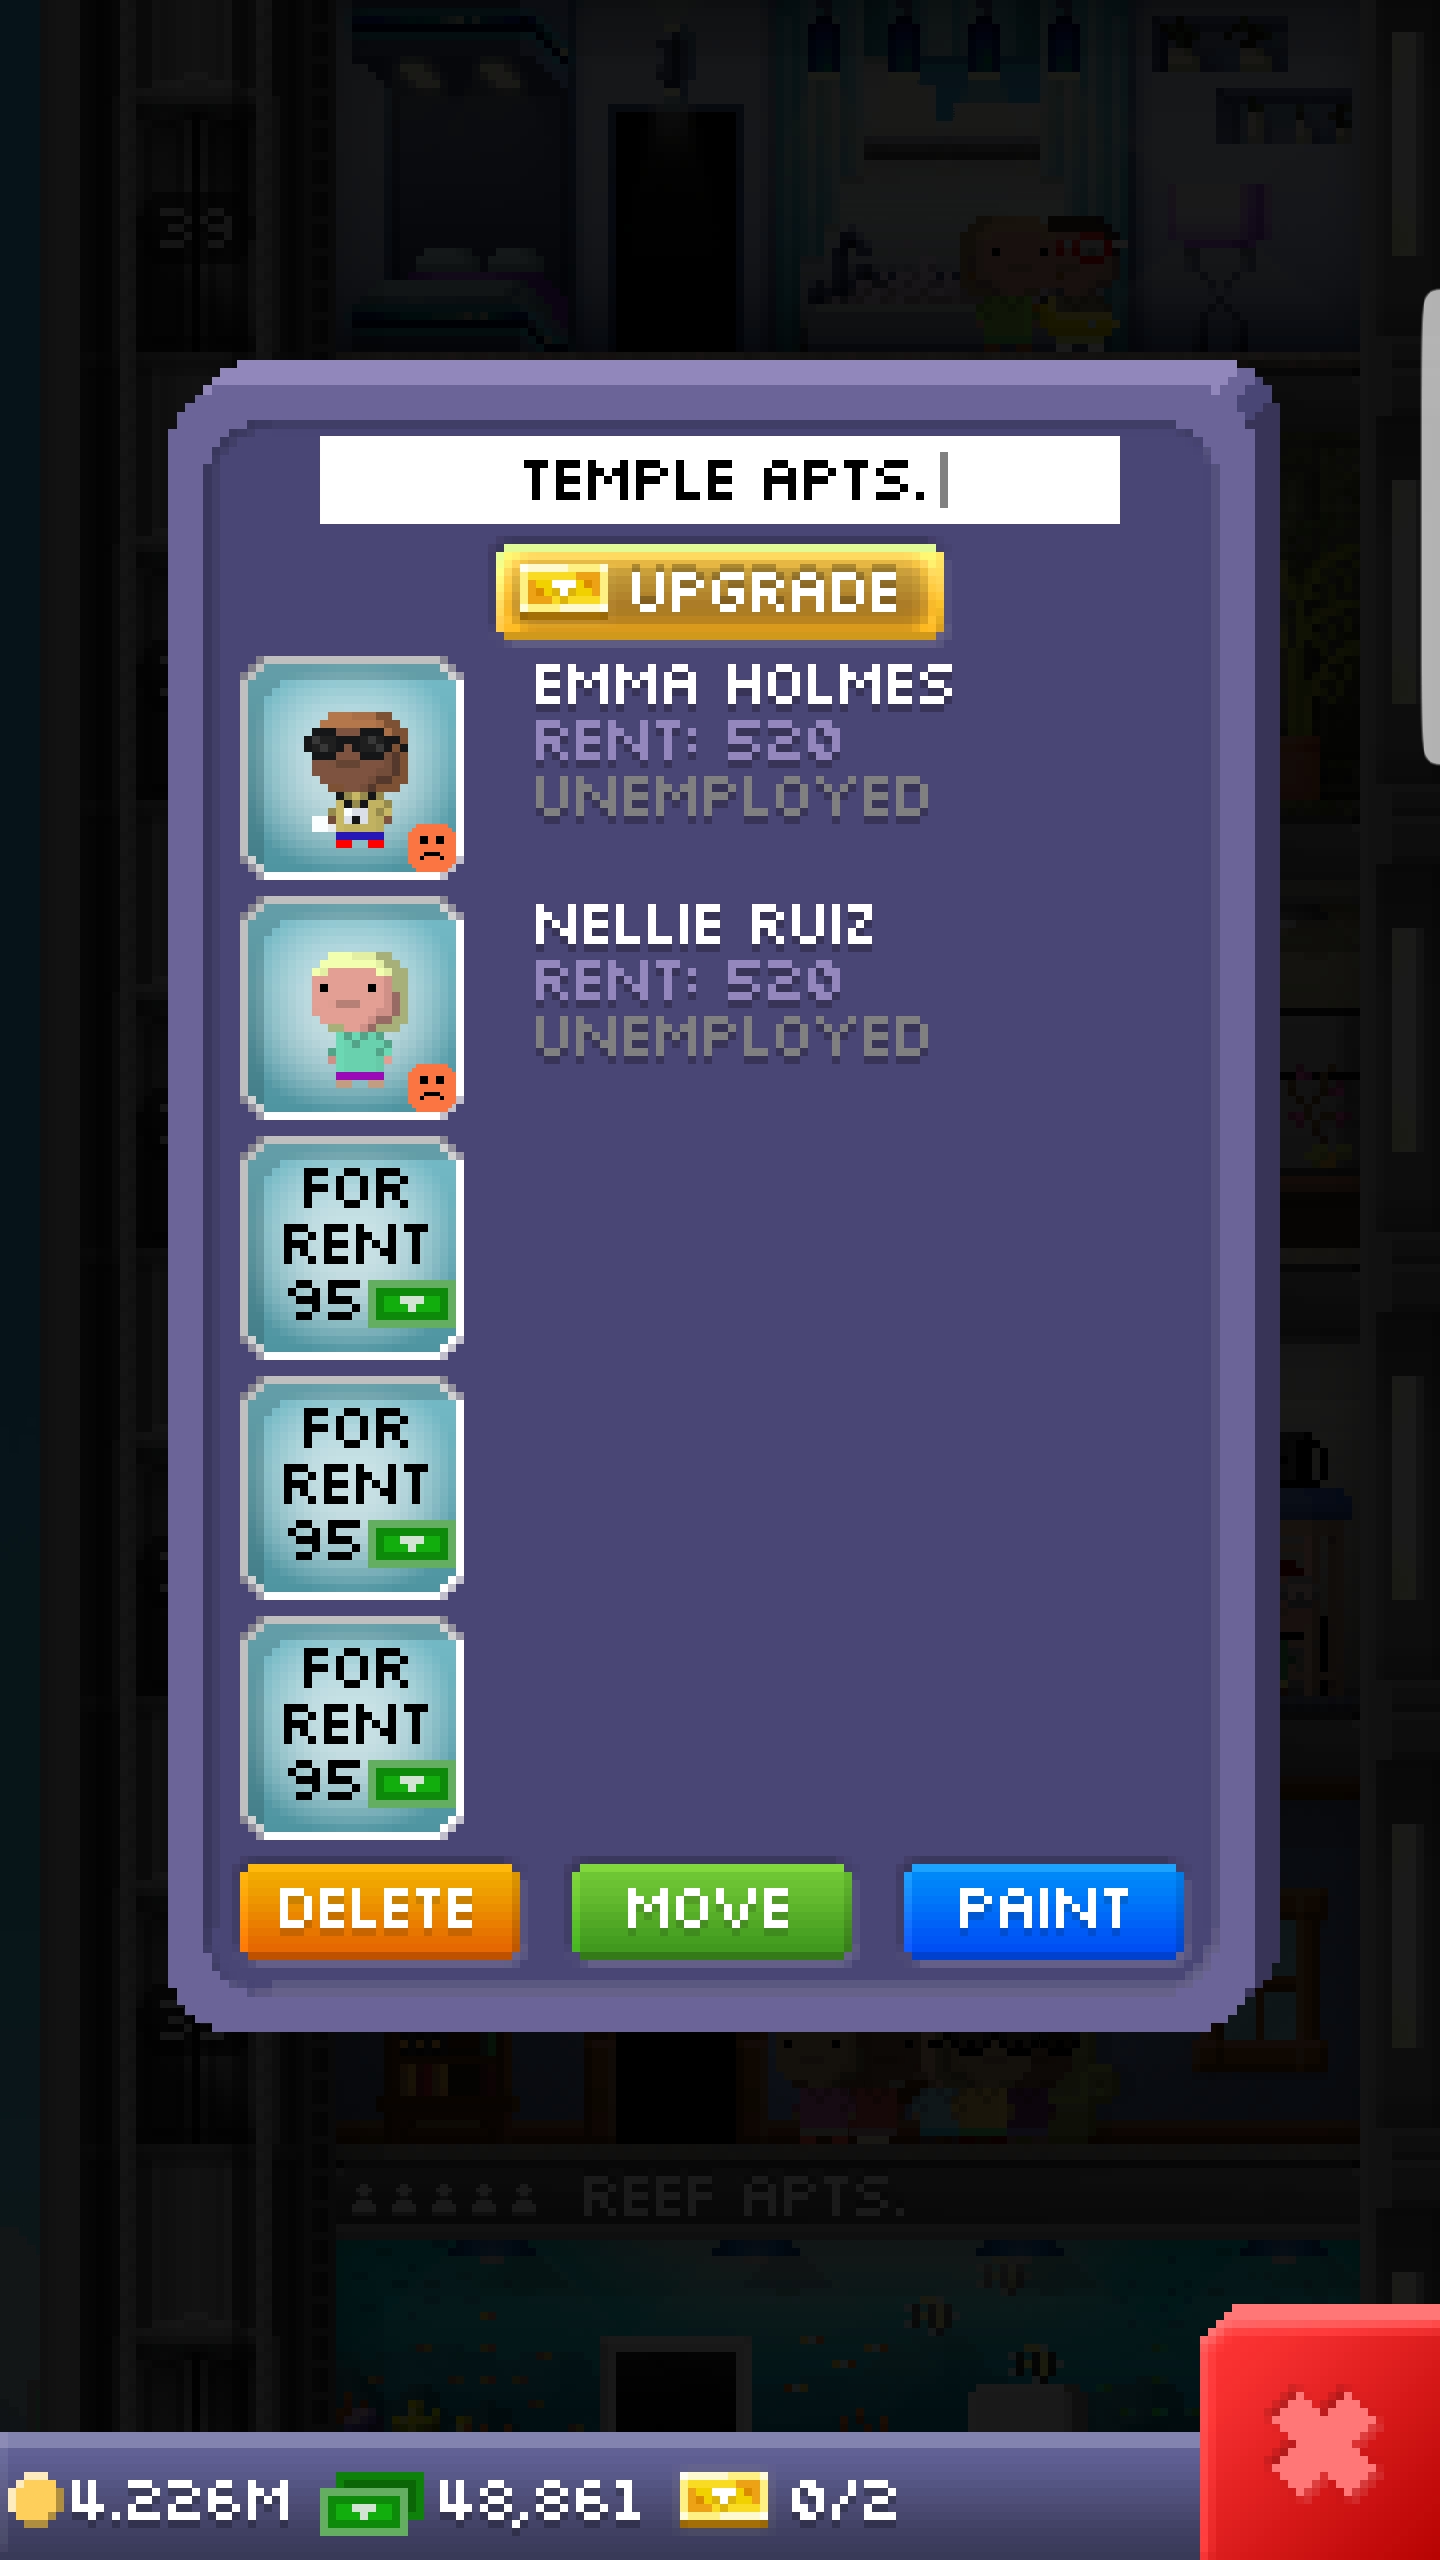 39
TEMPLE APTS.
UPGRADE
EMMA HOLMES
RENT: 520
UNEMPLOYED
NELLIE RUIZ
RENT: 520
UNEMPLOYED
FOR
RENT
95
FOR
RENT
95
FOR
RENT
95
DELETE
MOVE
PAINT
REEF APTS.
4.226M
48,861
0/2